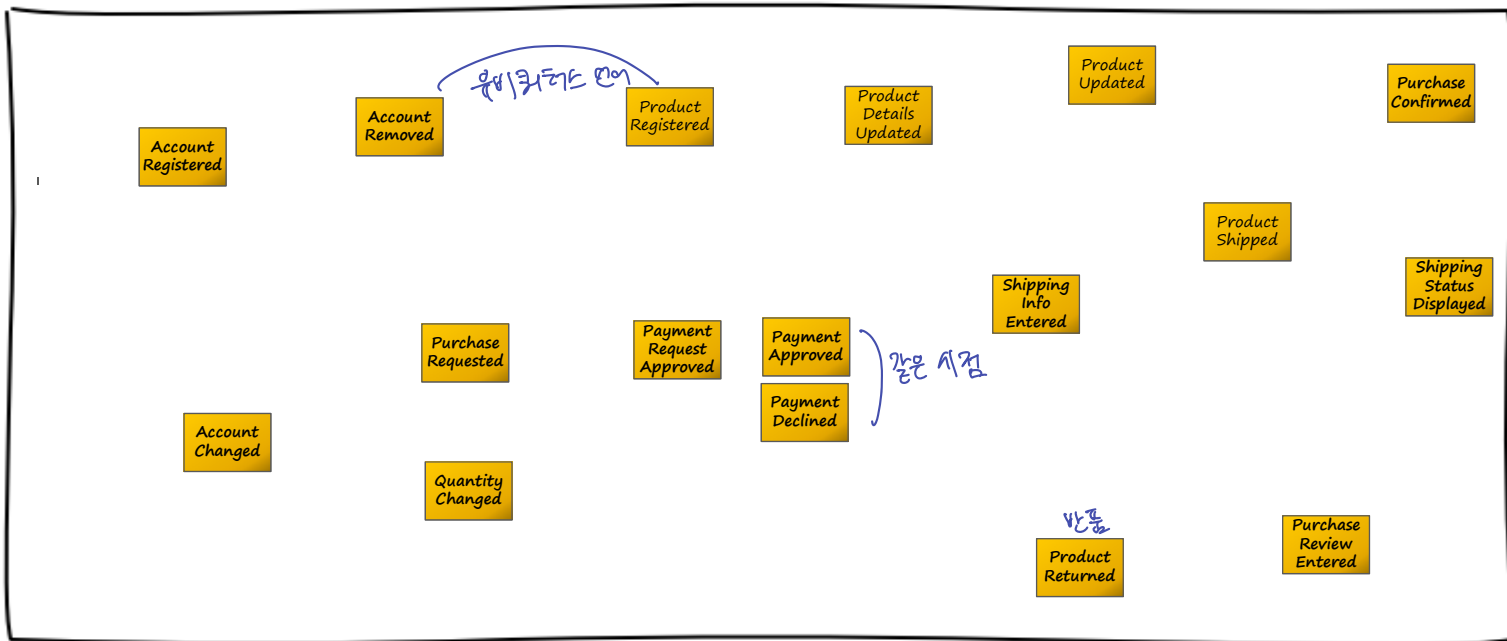 Account
Registered
Account
Removed
유비쿼터스 언어
Product
Registered
Product
Details
Updated
Product
Updated
Purchase
Confirmed
Product
Shipped
Shipping
Status
Displayed
Shipping
Info
Entered
Purchase
Requested
Payment
Request
Approved
Payment
Approved
Payment
Declined
같은 시점
Account
Changed
Quantity
Changed
반품
Product
Returned
Purchase
Review
Entered